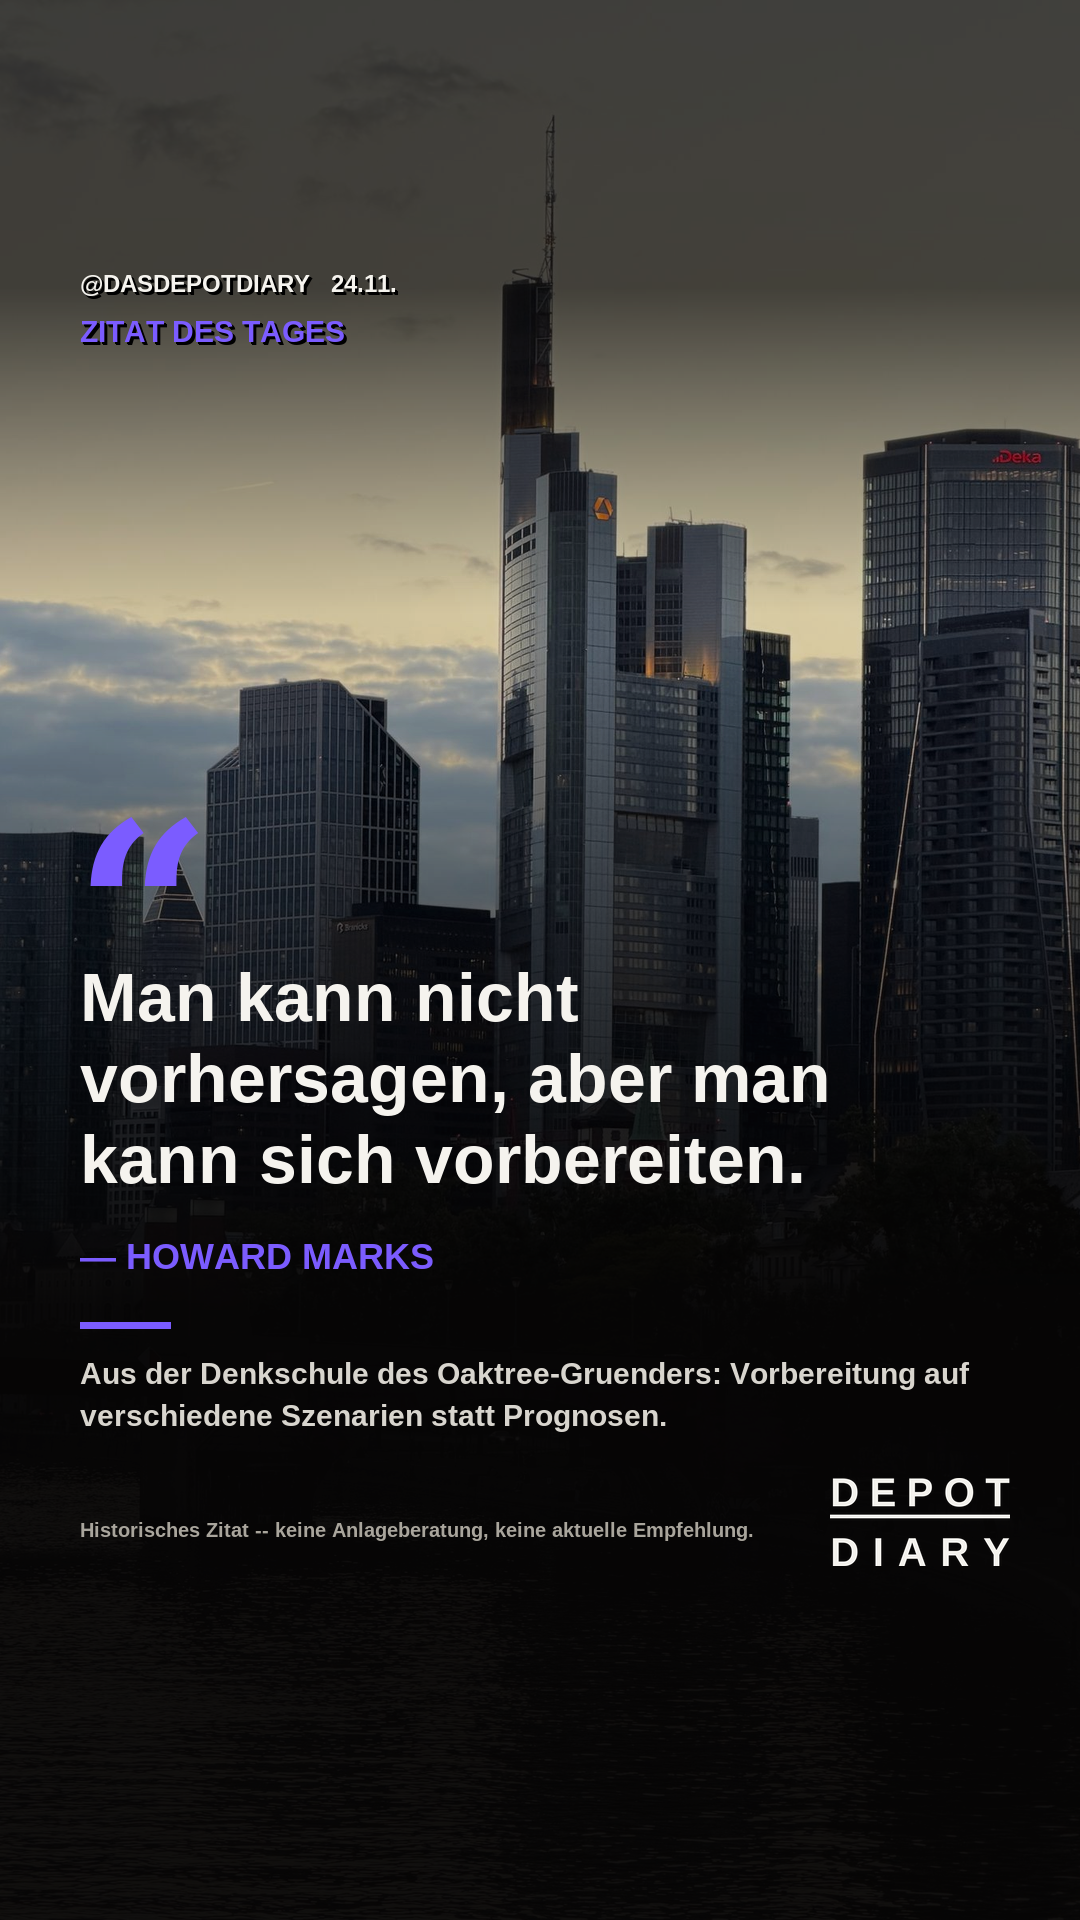 @DASDEPOTDIARY 24.11.
ZITAT DES TAGES
Deka
Branicks
“
Man kann nicht
vorhersagen, aber man
kann sich vorbereiten.
— HOWARD MARKS
Aus der Denkschule des Oaktree-Gruenders: Vorbereitung auf
verschiedene Szenarien statt Prognosen.
Historisches Zitat -- keine Anlageberatung, keine aktuelle Empfehlung.
DEPOT
DIARY